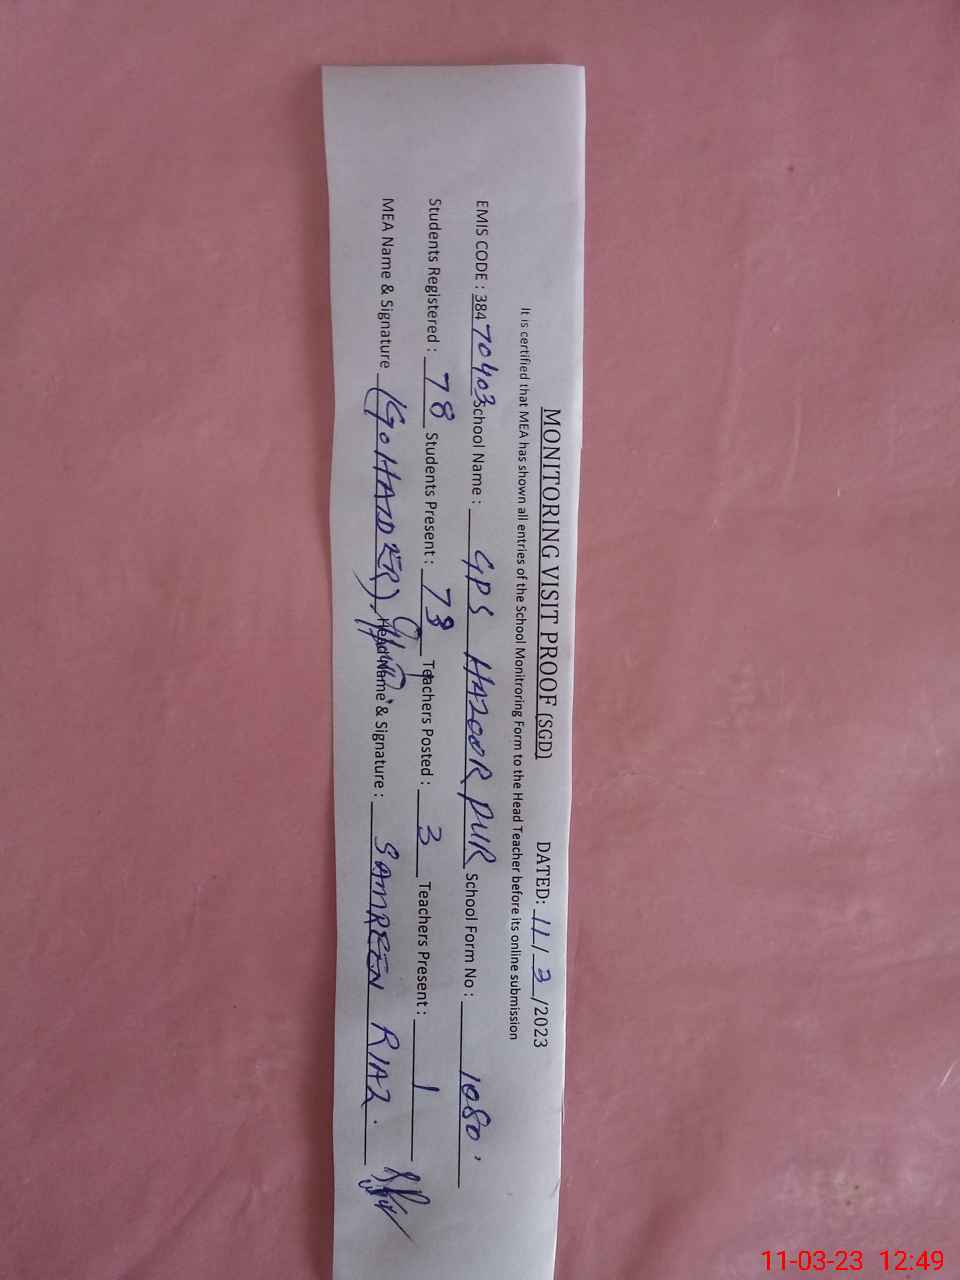 MONITORING VISIT PROOF (SGD) DATED: 11/3/2023
It is certified that MEA has shown all entries of the School Monitroring Form to the Head Teacher before its online submission
EMIS CODE : 38470403 School Name : GPS HAZOOR PUR School Form No : 1080
Students Registered : 78 Students Present : 73 Teachers Posted : 3 Teachers Present : 1
MEA Name & Signature Head Name & Signature : SAMREEN RIAZ
11-03-23 12:49